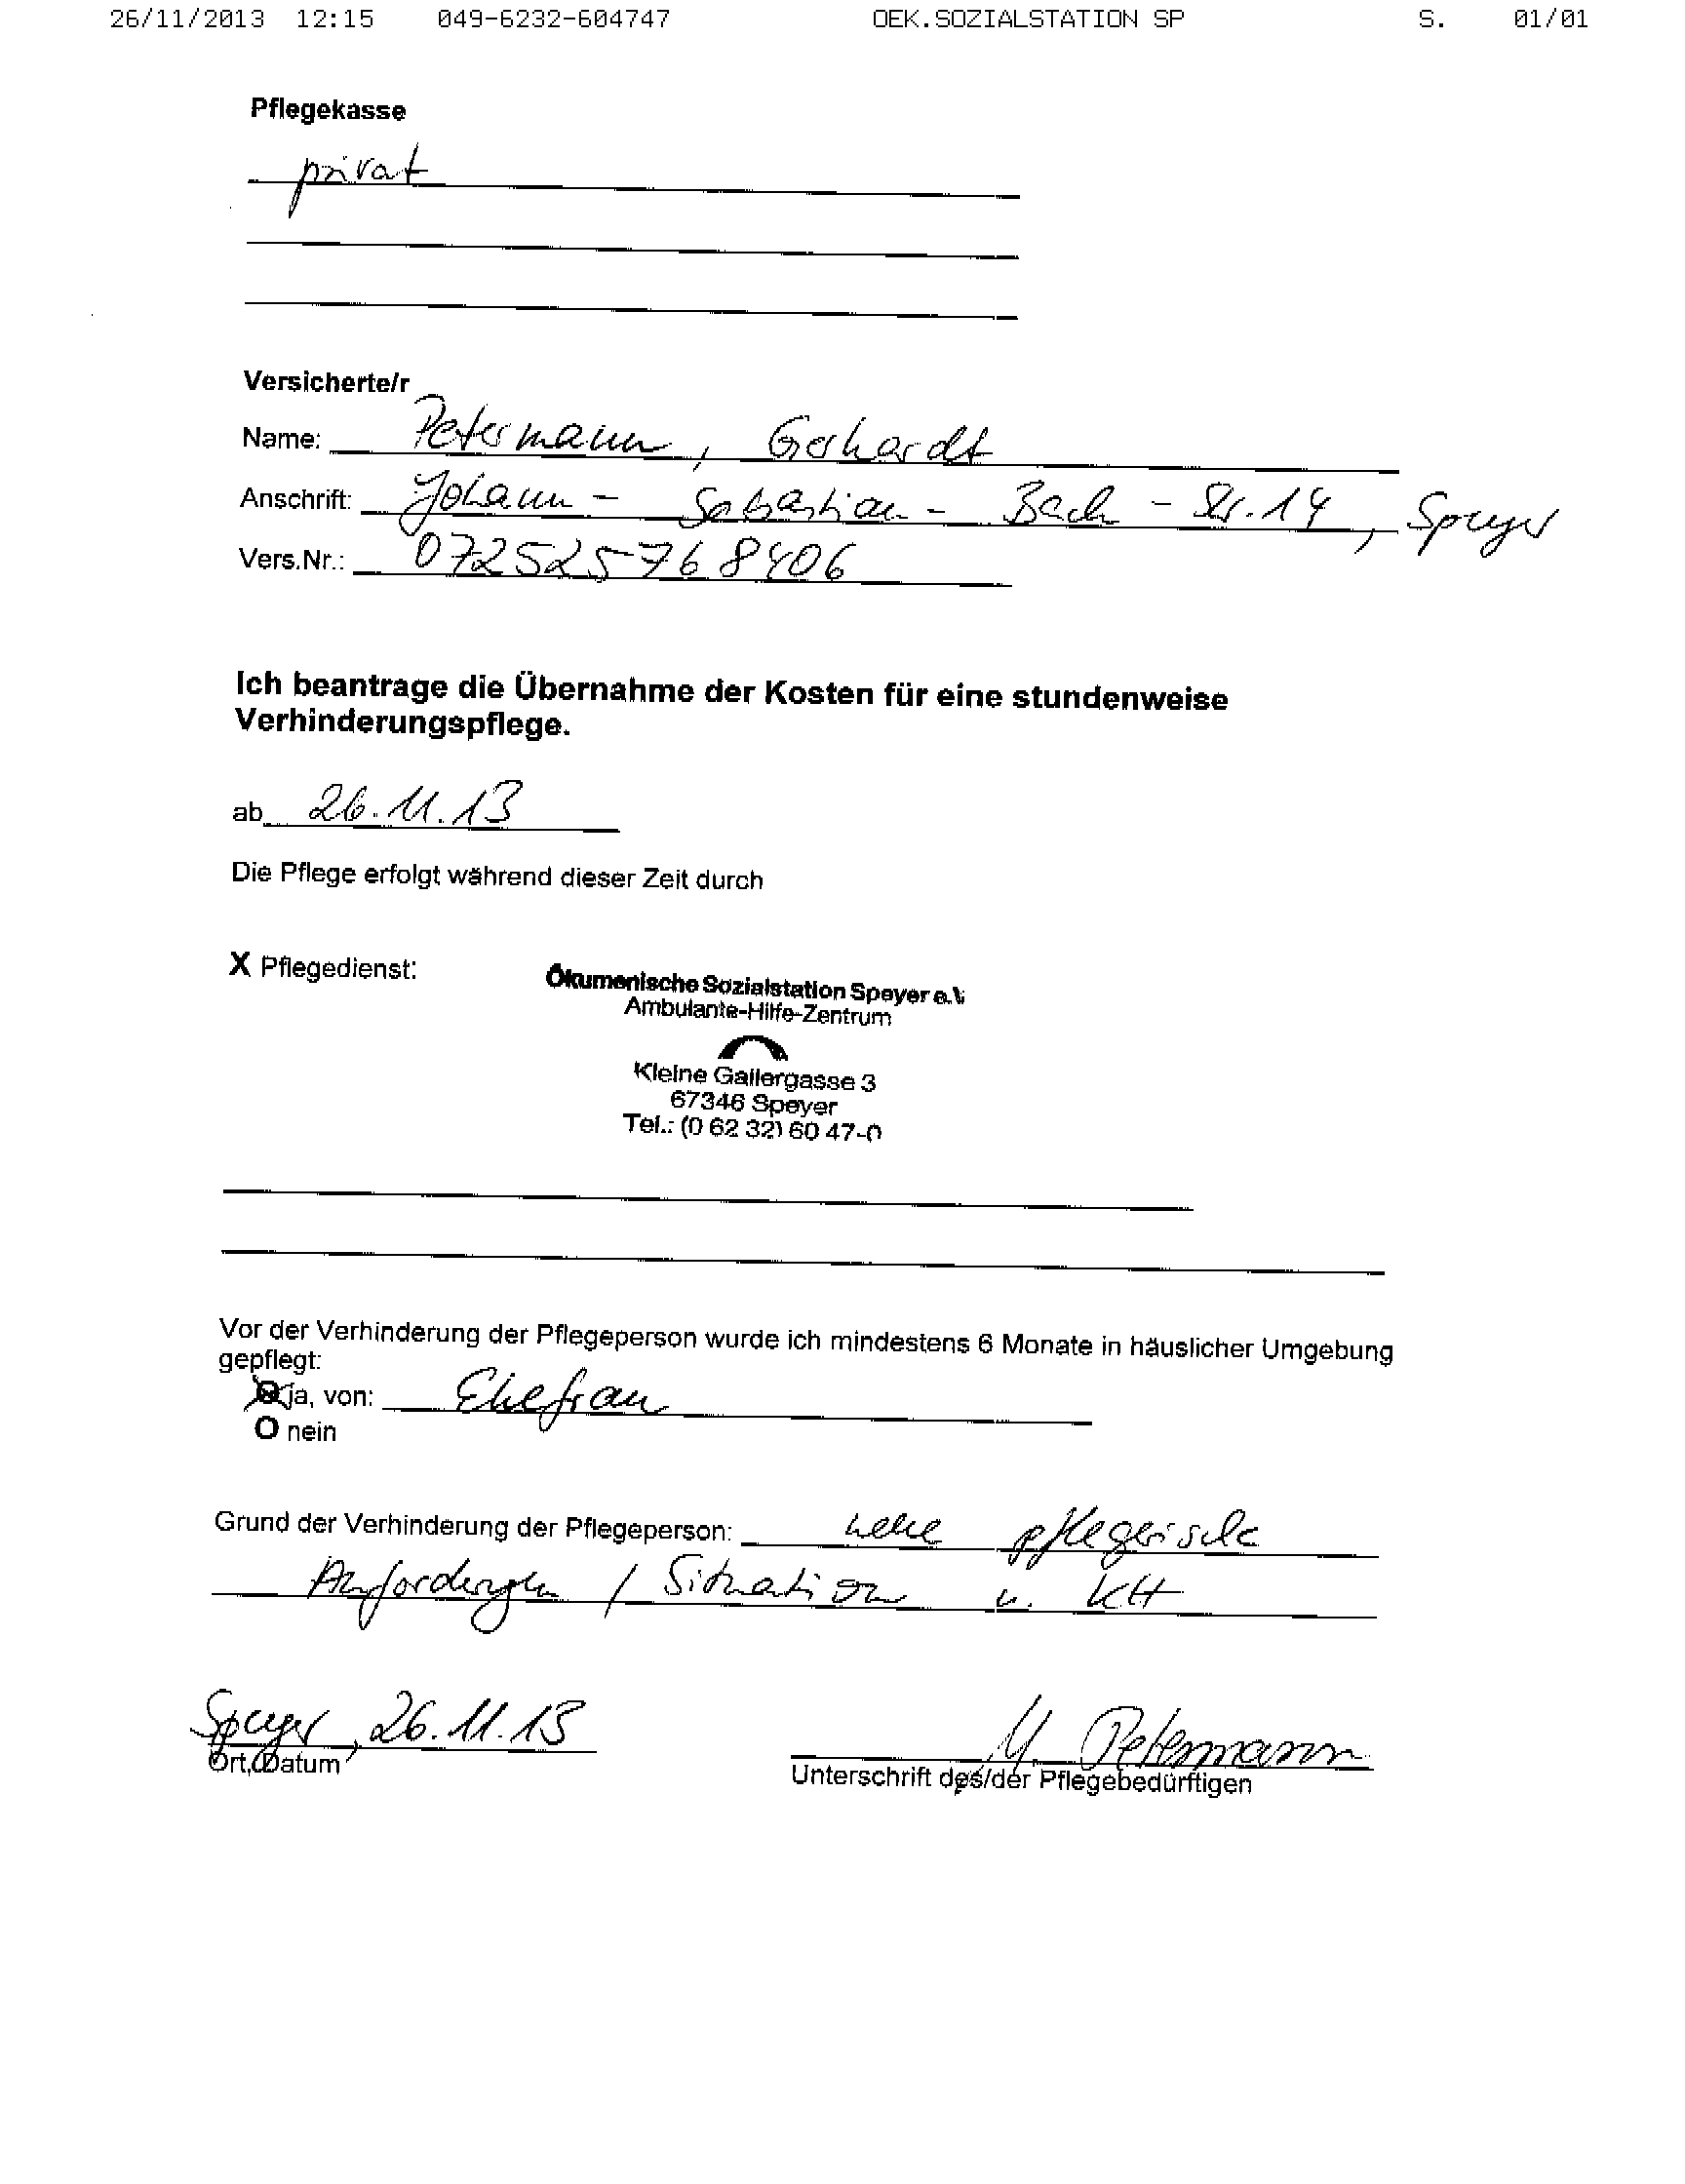 26/11/2013 12:15 049-6232-604747 OEK.SOZIALSTATION SP S. 01/01
Pflegekasse
privat
Versicherte/r
Name: Petermann, Gerhardt
Anschrift: Johann - Sebastian - Bach - Str. 14, Speyer
Vers.Nr.: 072525768406
Ich beantrage die Übernahme der Kosten für eine stundenweise
Verhinderungspflege.
ab 26.11.13
Die Pflege erfolgt während dieser Zeit durch
X Pflegedienst:
Ökumenische Sozialstation Speyer e.V.
Ambulante-Hilfe-Zentrum
Kleine Gailergasse 3
67346 Speyer
Tel.: (0 62 32) 60 47-0
Vor der Verhinderung der Pflegeperson wurde ich mindestens 6 Monate in häuslicher Umgebung
gepflegt:
O ja, von: Ehefrau
O nein
Grund der Verhinderung der Pflegeperson: neue pflegerische
Anforderungen / Situation u. KH
Speyer, 26.11.13
Ort, Datum
M. Petermann
Unterschrift des/der Pflegebedürftigen